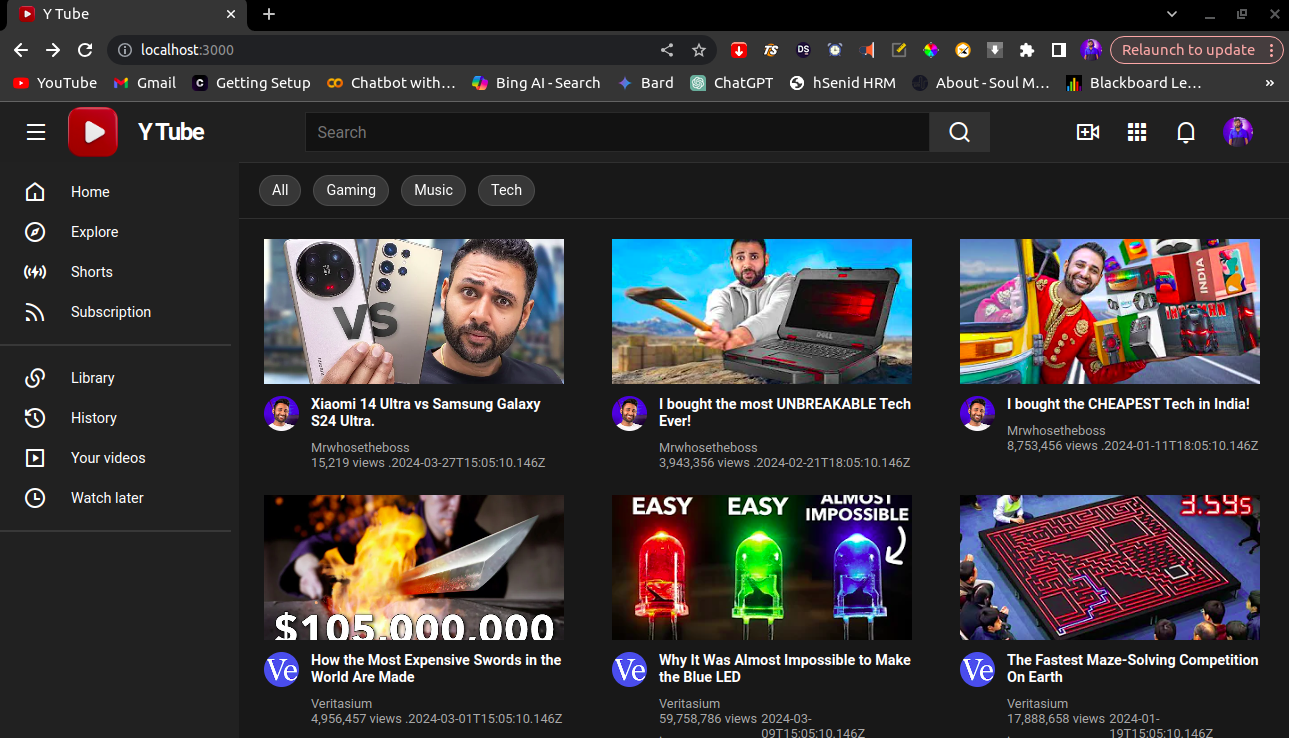 Y Tube
localhost:3000
Relaunch to update
YouTube
Gmail
Getting Setup
Chatbot with…
Bing AI - Search
Bard
ChatGPT
hSenid HRM
About - Soul M…
Blackboard Le…
»
Y Tube
Search
Home
Explore
Shorts
Subscription
Library
History
Your videos
Watch later
All
Gaming
Music
Tech
VS
DELL
INDIA
Xiaomi 14 Ultra vs Samsung Galaxy
S24 Ultra.
Mrwhosetheboss
15,219 views .2024-03-27T15:05:10.146Z
I bought the most UNBREAKABLE Tech
Ever!
Mrwhosetheboss
3,943,356 views .2024-02-21T18:05:10.146Z
I bought the CHEAPEST Tech in India!
Mrwhosetheboss
8,753,456 views .2024-01-11T18:05:10.146Z
$105,000,000
EASY
EASY
ALMOST
IMPOSSIBLE
3.59s
Ve
How the Most Expensive Swords in the
World Are Made
Veritasium
4,956,457 views .2024-03-01T15:05:10.146Z
Ve
Why It Was Almost Impossible to Make
the Blue LED
Veritasium
59,758,786 views 2024-03-
09T15:05:10.146Z
Ve
The Fastest Maze-Solving Competition
On Earth
Veritasium
17,888,658 views 2024-01-
19T15:05:10.146Z